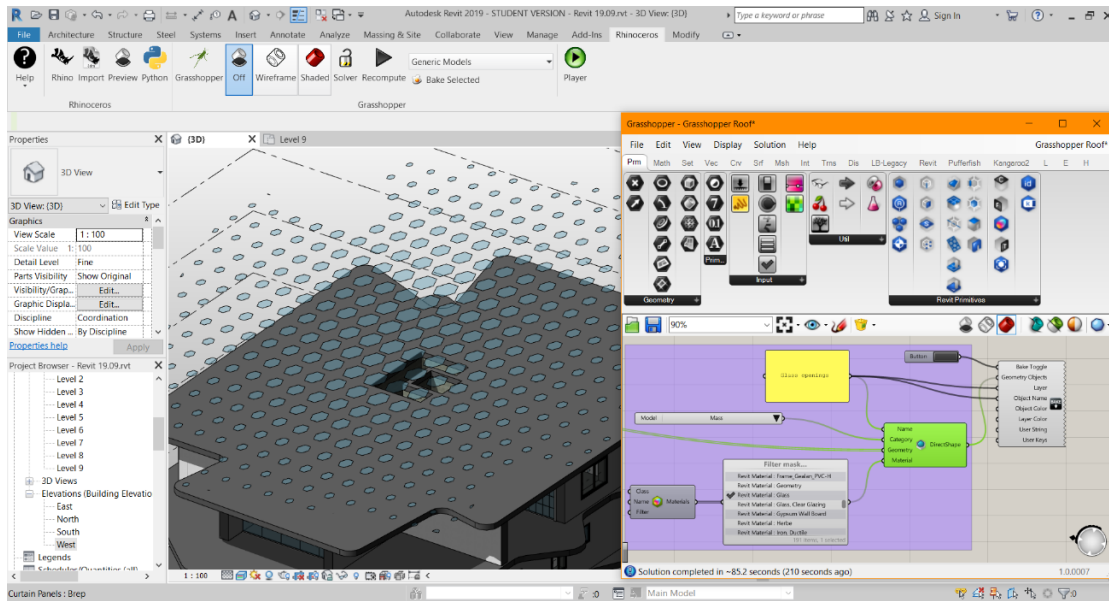 Autodesk Revit 2019 - STUDENT VERSION - Revit 19.09.rvt - 3D View: {3D}
Type a keyword or phrase
Sign In
File Architecture Structure Steel Systems Insert Annotate Analyze Massing & Site Collaborate View Manage Add-Ins Rhinoceros Modify
Help Rhino Import Preview Python Grasshopper Off Wireframe Shaded Solver Recompute
Generic Models
Bake Selected
Player
Rhinoceros
Grasshopper
Properties
3D View
3D View: {3D}
Edit Type
Graphics
View Scale 1 : 100
Scale Value 1: 100
Detail Level Fine
Parts Visibility Show Original
Visibility/Grap... Edit...
Graphic Displa... Edit...
Discipline Coordination
Show Hidden ... By Discipline
Properties help
Apply
Project Browser - Revit 19.09.rvt
Level 2
Level 3
Level 4
Level 5
Level 6
Level 7
Level 8
Level 9
3D Views
Elevations (Building Elevatio
East
North
South
West
Legends
Schedules/Quantities (all)
{3D}
Level 9
1 : 100
Curtain Panels : Brep
:0
Main Model
:0
Grasshopper - Grasshopper Roof*
File Edit View Display Solution Help
Grasshopper Roof*
Prm Math Set Vec Crv Srf Msh Int Trns Dis LB-Legacy Revit Pufferfish Kangaroo2 L E H
Prim...
Util
Input
Geometry
Revit Primitives
90%
Glass openings
Button
Bake Toggle
Geometry Objects
Layer
Object Name
Object Color
Layer Color
User String
User Keys
Model Mass
Name
Category
Geometry
Material
DirectShape
Class
Name
Filter
Materials
Filter mask...
Revit Material : Frame_Gealan_PVC-H
Revit Material : Geometry
Revit Material : Glass
Revit Material : Glass, Clear Glazing
Revit Material : Gypsum Wall Board
Revit Material : Herbe
Revit Material : Iron, Ductile
Solution completed in ~85.2 seconds (210 seconds ago)
1.0.0007